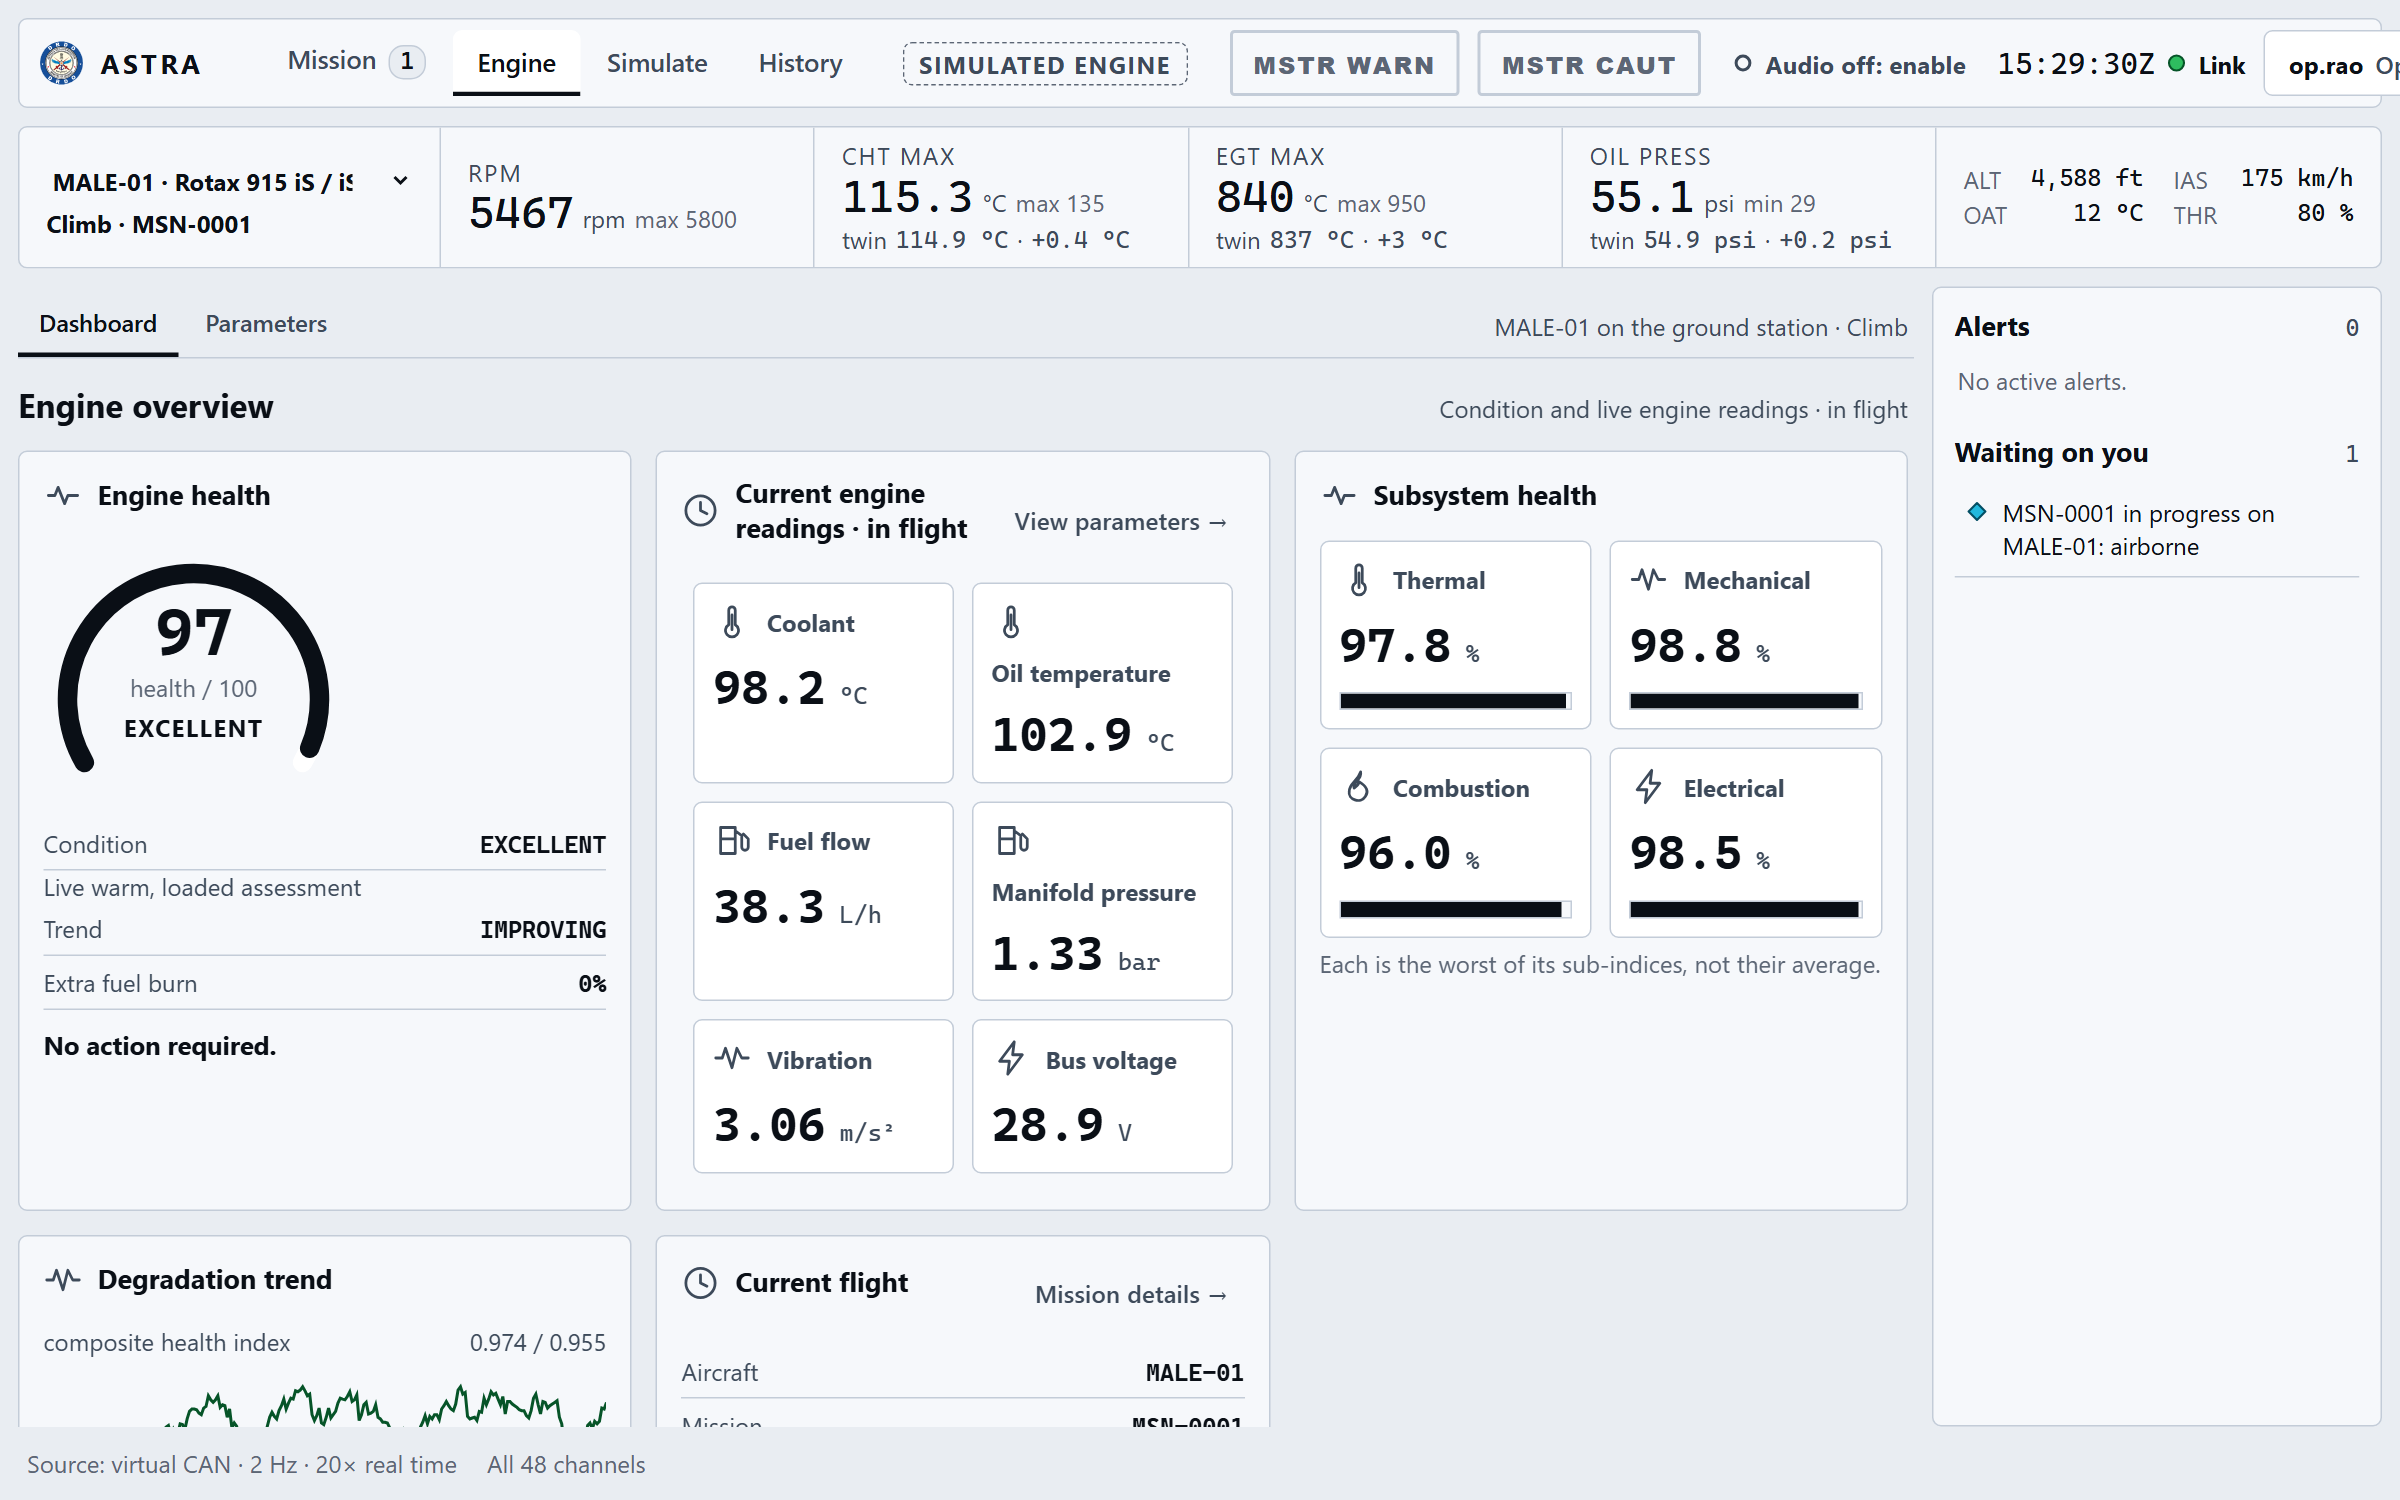 ASTRA
Mission 1
Engine
Simulate
History
SIMULATED ENGINE
MSTR WARN
MSTR CAUT
Audio off: enable
15:29:30Z
Link
op.rao
MALE-01 · Rotax 915 iS / iS
Climb · MSN-0001
RPM
5467 rpm max 5800
CHT MAX
115.3 °C max 135
twin 114.9 °C · +0.4 °C
EGT MAX
840 °C max 950
twin 837 °C · +3 °C
OIL PRESS
55.1 psi min 29
twin 54.9 psi · +0.2 psi
ALT 4,588 ft IAS 175 km/h
OAT 12 °C THR 80 %
Dashboard
Parameters
MALE-01 on the ground station · Climb
Engine overview
Condition and live engine readings · in flight
Engine health
97
health / 100
EXCELLENT
Condition EXCELLENT
Live warm, loaded assessment
Trend IMPROVING
Extra fuel burn 0%
No action required.
Current engine
readings · in flight
View parameters →
Coolant
98.2 °C
Oil temperature
102.9 °C
Fuel flow
38.3 L/h
Manifold pressure
1.33 bar
Vibration
3.06 m/s²
Bus voltage
28.9 V
Subsystem health
Thermal
97.8 %
Mechanical
98.8 %
Combustion
96.0 %
Electrical
98.5 %
Each is the worst of its sub-indices, not their average.
Alerts 0
No active alerts.
Waiting on you 1
MSN-0001 in progress on
MALE-01: airborne
Degradation trend
composite health index 0.974 / 0.955
Current flight
Mission details →
Aircraft MALE-01
Mission MSN-0001
Source: virtual CAN · 2 Hz · 20× real time All 48 channels